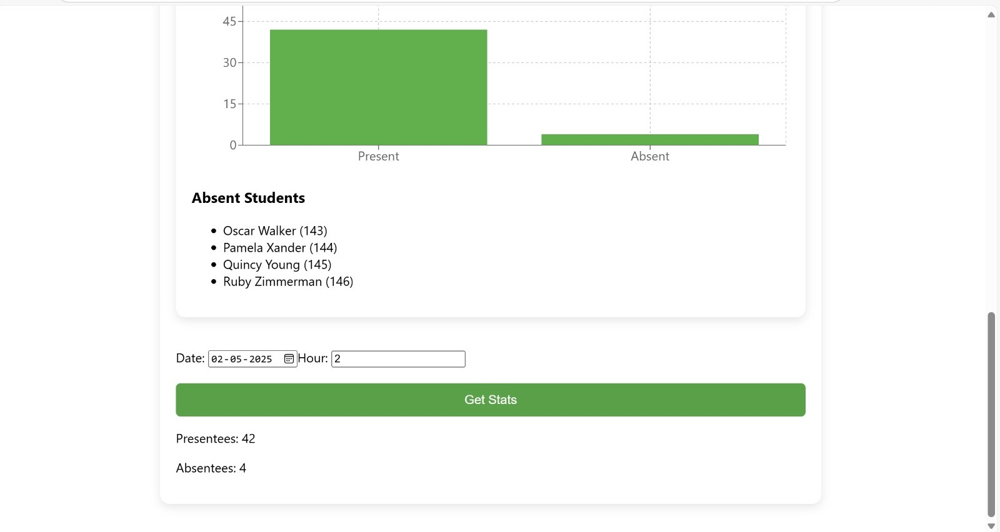 45
30
15
0
Present Absent
Absent Students
Oscar Walker (143)
Pamela Xander (144)
Quincy Young (145)
Ruby Zimmerman (146)
Date: 02-05-2025 Hour: 2
Get Stats
Presentees: 42
Absentees: 4